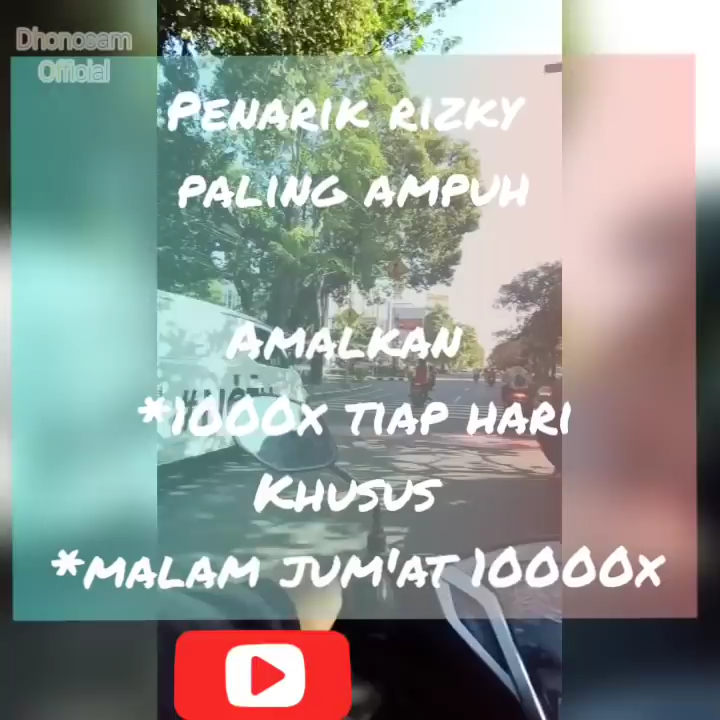 Dhonosam
Official
Penarik rizky
paling ampuh
Amalkan
*1000x tiap hari
Khusus
*malam jum'at 10000x